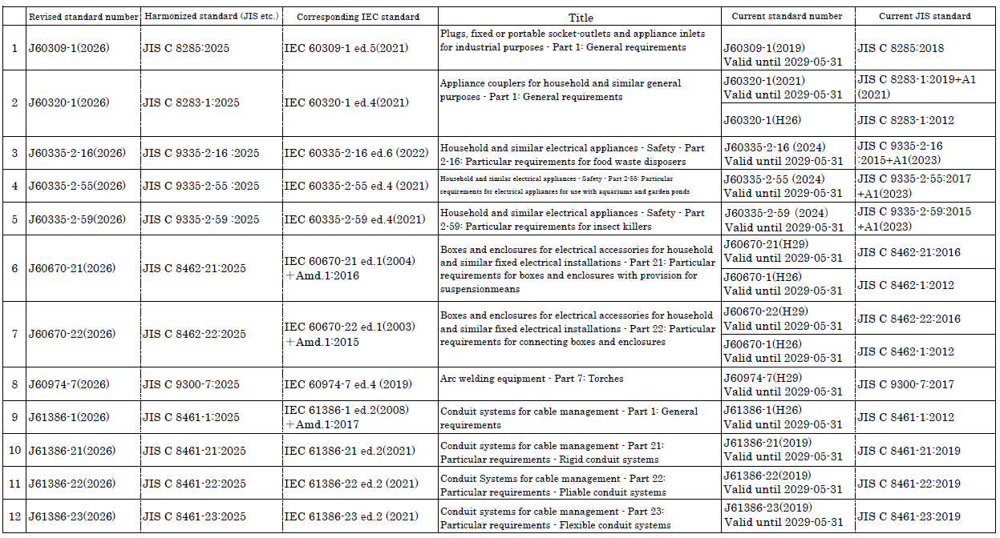 Revised standard number Harmonized standard (JIS etc.) Corresponding IEC standard Title Current standard number Current JIS standard
1 J60309-1(2026) JIS C 8285:2025 IEC 60309-1 ed.5(2021)
Plugs, fixed or portable socket-outlets and appliance inlets
for industrial purposes - Part 1: General requirements
J60309-1(2019)
Valid until 2029-05-31
JIS C 8285:2018
2 J60320-1(2026) JIS C 8283-1:2025 IEC 60320-1 ed.4(2021)
Appliance couplers for household and similar general
purposes - Part 1: General requirements
J60320-1(2021)
Valid until 2029-05-31
JIS C 8283-1:2019+A1
(2021)
J60320-1(H26)
JIS C 8283-1:2012
3 J60335-2-16(2026) JIS C 9335-2-16 :2025 IEC 60335-2-16 ed.6 (2022)
Household and similar electrical appliances - Safety - Part
2-16: Particular requirements for food waste disposers
J60335-2-16 (2024)
Valid until 2029-05-31
JIS C 9335-2-16
:2015+A1(2023)
4 J60335-2-55(2026) JIS C 9335-2-55 :2025 IEC 60335-2-55 ed.4 (2021)
Household and similar electrical appliances - Safety - Part 2-55: Particular
requirements for electrical appliances for use with aquariums and garden ponds
J60335-2-55 (2024)
Valid until 2029-05-31
JIS C 9335-2-55:2017
+A1(2023)
5 J60335-2-59(2026) JIS C 9335-2-59 :2025 IEC 60335-2-59 ed.4(2021)
Household and similar electrical appliances - Safety - Part
2-59: Particular requirements for insect killers
J60335-2-59 (2024)
Valid until 2029-05-31
JIS C 9335-2-59:2015
+A1(2023)
6 J60670-21(2026) JIS C 8462-21:2025
IEC 60670-21 ed.1(2004)
＋Amd.1:2016
Boxes and enclosures for electrical accessories for household
and similar fixed electrical installations - Part 21: Particular
requirements for boxes and enclosures with provision for
suspensionmeans
J60670-21(H29)
Valid until 2029-05-31
JIS C 8462-21:2016
J60670-1(H26)
Valid until 2029-05-31
JIS C 8462-1:2012
7 J60670-22(2026) JIS C 8462-22:2025
IEC 60670-22 ed.1(2003)
＋Amd.1:2015
Boxes and enclosures for electrical accessories for household
and similar fixed electrical installations - Part 22: Particular
requirements for connecting boxes and enclosures
J60670-22(H29)
Valid until 2029-05-31
JIS C 8462-22:2016
J60670-1(H26)
Valid until 2029-05-31
JIS C 8462-1:2012
8 J60974-7(2026) JIS C 9300-7:2025 IEC 60974-7 ed.4 (2019)
Arc welding equipment - Part 7: Torches
J60974-7(H29)
Valid until 2029-05-31
JIS C 9300-7:2017
9 J61386-1(2026) JIS C 8461-1:2025
IEC 61386-1 ed.2(2008)
＋Amd.1:2017
Conduit systems for cable management - Part 1: General
requirements
J61386-1(H26)
Valid until 2029-05-31
JIS C 8461-1:2012
10 J61386-21(2026) JIS C 8461-21:2025 IEC 61386-21 ed.2(2021)
Conduit systems for cable management - Part 21:
Particular requirements - Rigid conduit systems
J61386-21(2019)
Valid until 2029-05-31
JIS C 8461-21:2019
11 J61386-22(2026) JIS C 8461-22:2025 IEC 61386-22 ed.2 (2021)
Conduit Systems for cable management - Part 22:
Particular requirements - Pliable conduit systems
J61386-22(2019)
Valid until 2029-05-31
JIS C 8461-22:2019
12 J61386-23(2026) JIS C 8461-23:2025 IEC 61386-23 ed.2 (2021)
Conduit systems for cable management - Part 23:
Particular requirements - Flexible conduit systems
J61386-23(2019)
Valid until 2029-05-31
JIS C 8461-23:2019